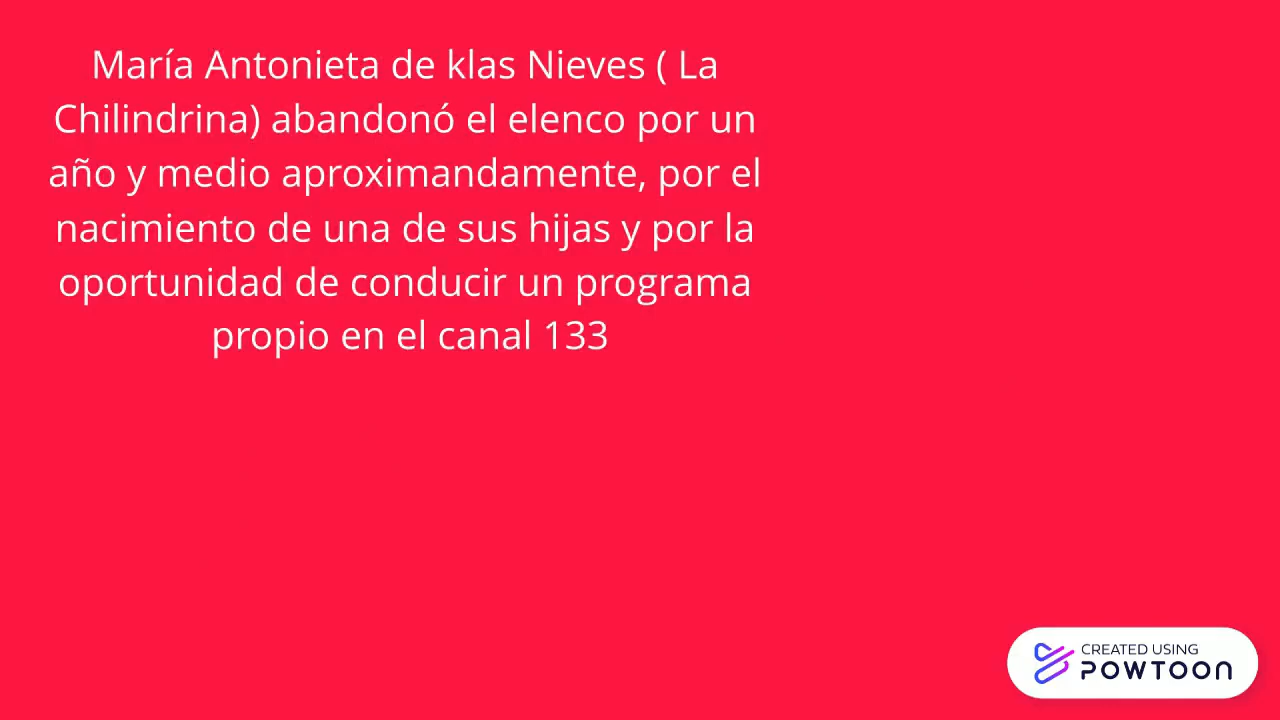 María Antonieta de klas Nieves ( La
Chilindrina) abandonó el elenco por un
año y medio aproximandamente, por el
nacimiento de una de sus hijas y por la
oportunidad de conducir un programa
propio en el canal 133
CREATED USING
POWTOON